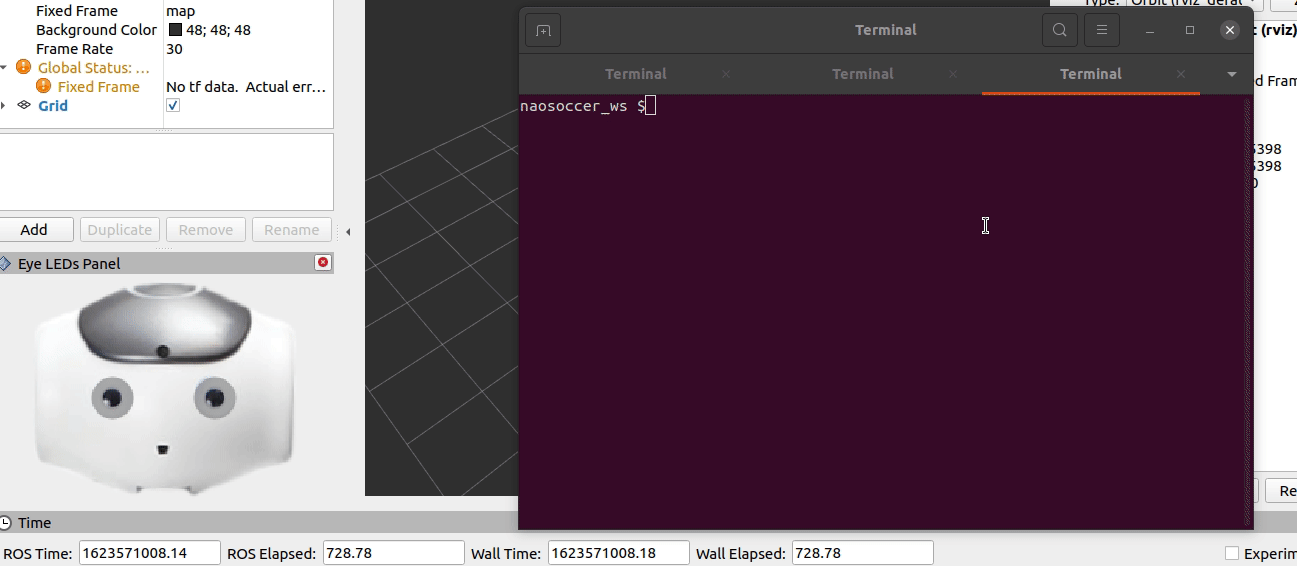 Fixed Frame map
Background Color 48; 48; 48
Frame Rate 30
Global Status: ...
Fixed Frame No tf data. Actual err...
Grid
Add Duplicate Remove Rename
Eye LEDs Panel
Terminal
Terminal Terminal Terminal
naosoccer_ws $
Type: Orbit
t (rviz)
ed Fram
5398
5398
0
Re
Time
ROS Time: 1623571008.14 ROS Elapsed: 728.78 Wall Time: 1623571008.18 Wall Elapsed: 728.78 Experim